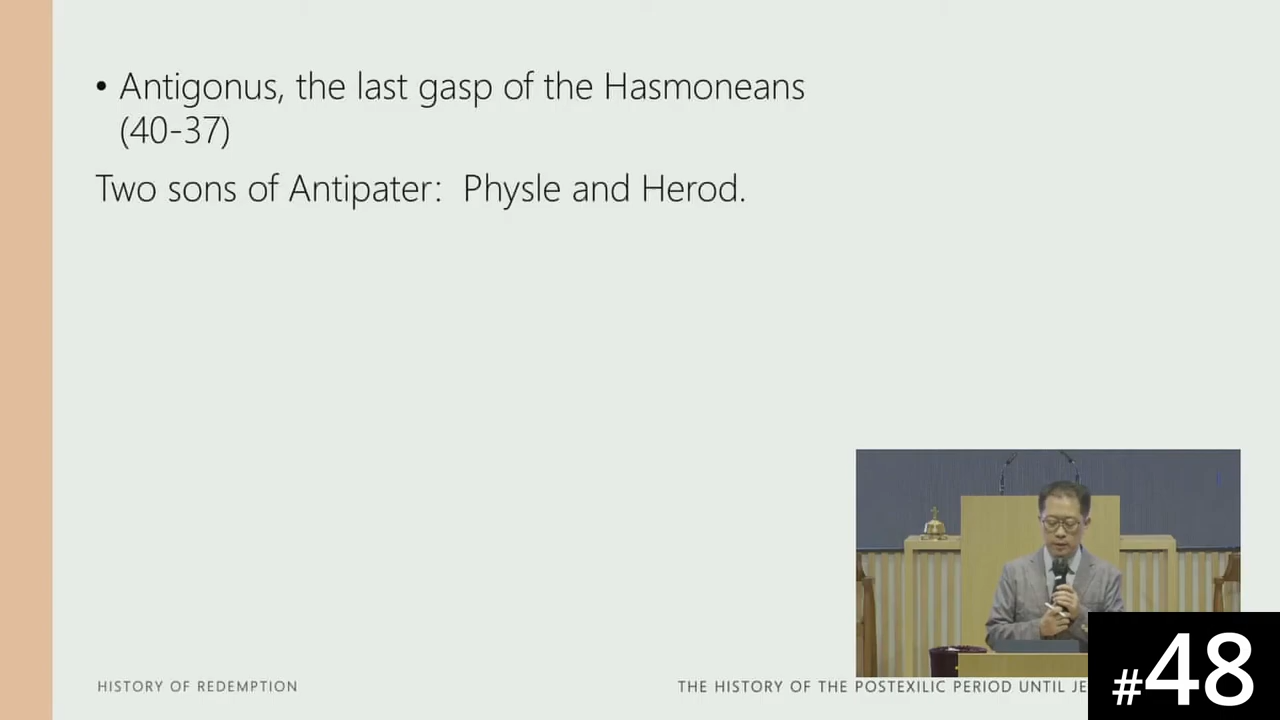 • Antigonus, the last gasp of the Hasmoneans
(40-37)
Two sons of Antipater: Physle and Herod.
HISTORY OF REDEMPTION
THE HISTORY OF THE POSTEXILIC PERIOD UNTIL JE
#48